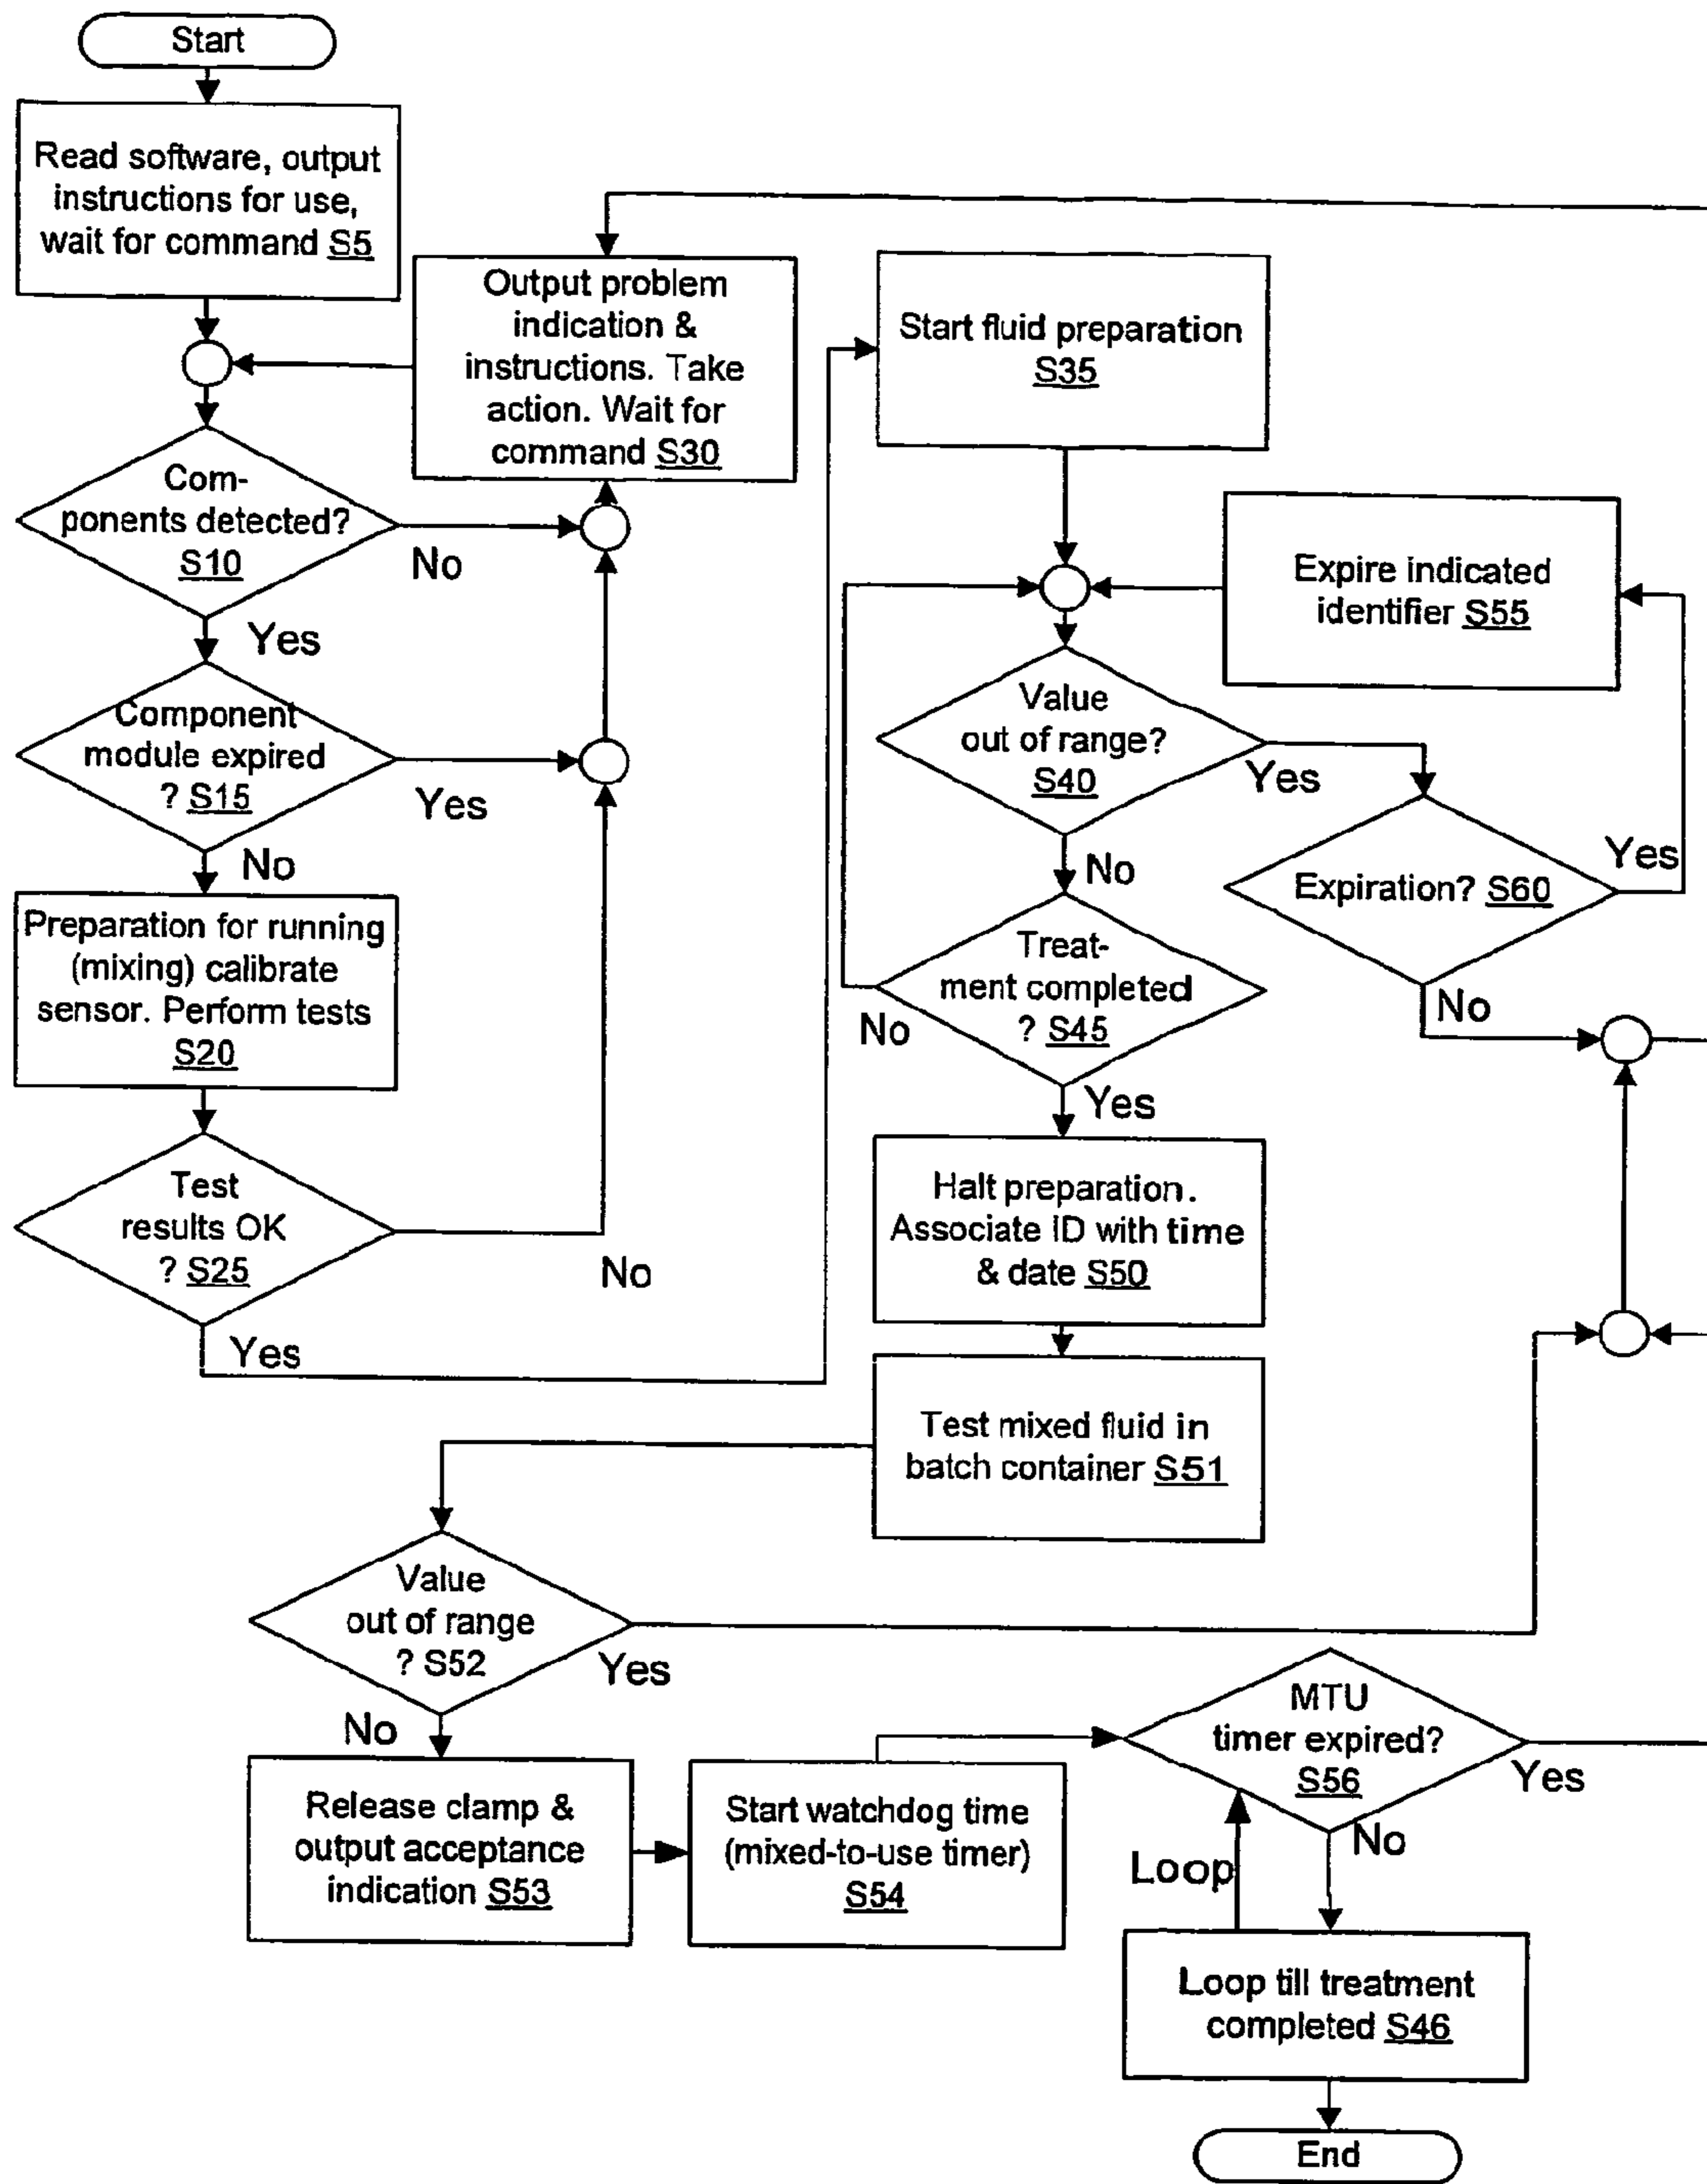 Start
Read software, output
instructions for use,
wait for command S5
Output problem
indication &
instructions. Take
action. Wait for
command S30
Com-
ponents detected?
S10
No
Yes
Component
module expired
? S15
Yes
No
Preparation for running
(mixing) calibrate
sensor. Perform tests
S20
Test
results OK
? S25
No
Yes
Start fluid preparation
S35
Expire indicated
identifier S55
Value
out of range?
S40
Yes
No
Expiration? S60
Yes
No
Treat-
ment completed
? S45
No
Yes
Halt preparation.
Associate ID with time
& date S50
Test mixed fluid in
batch container S51
Value
out of range
? S52
Yes
No
Release clamp &
output acceptance
indication S53
Start watchdog time
(mixed-to-use timer)
S54
MTU
timer expired?
S56
Yes
No
Loop
Loop till treatment
completed S46
End